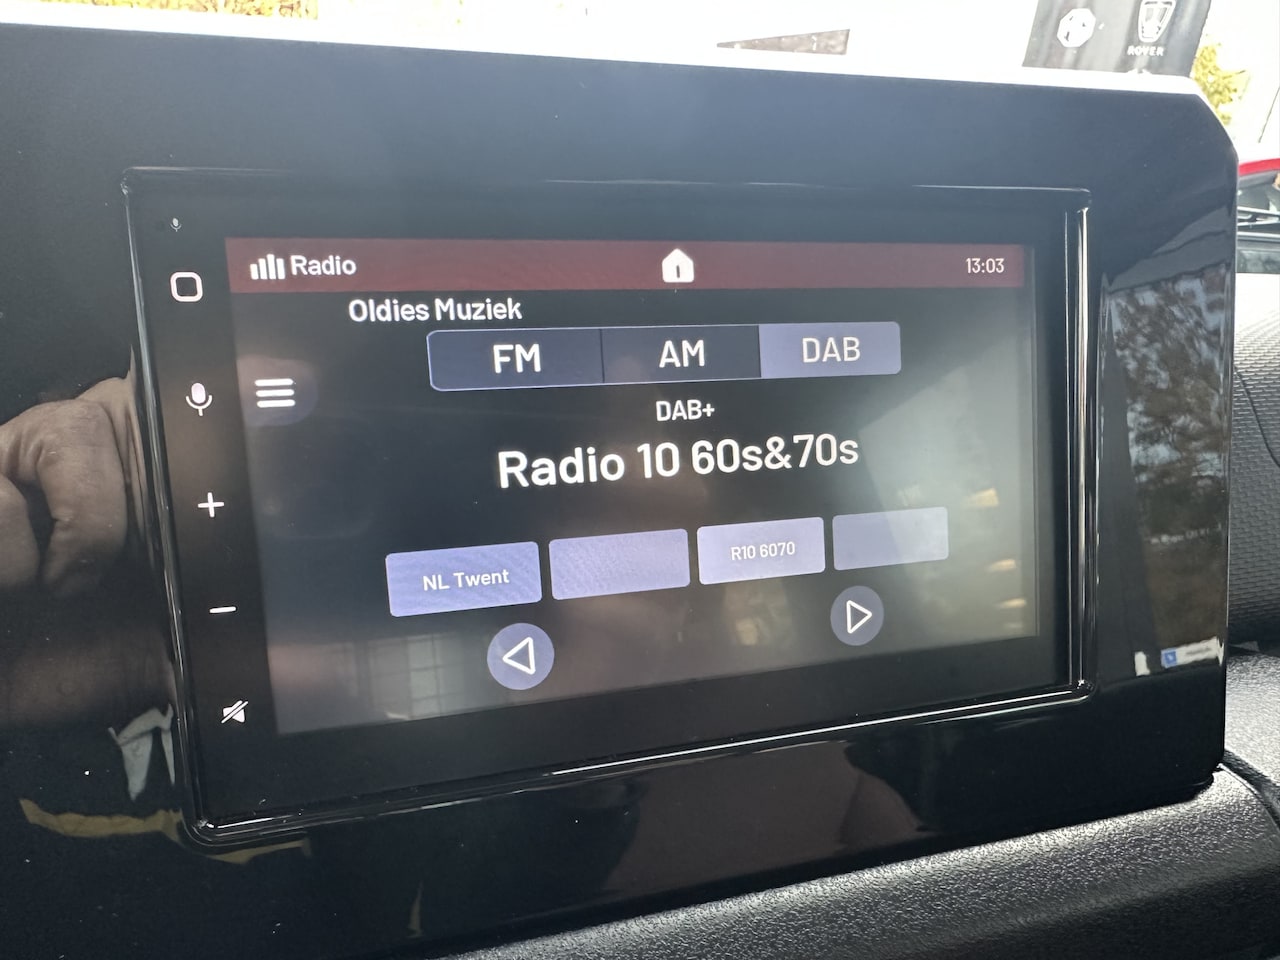 ROVER
Radio
13:03
Oldies Muziek
FM
AM
DAB
DAB+
Radio 10 60s&70s
NL Twent
R10 6070